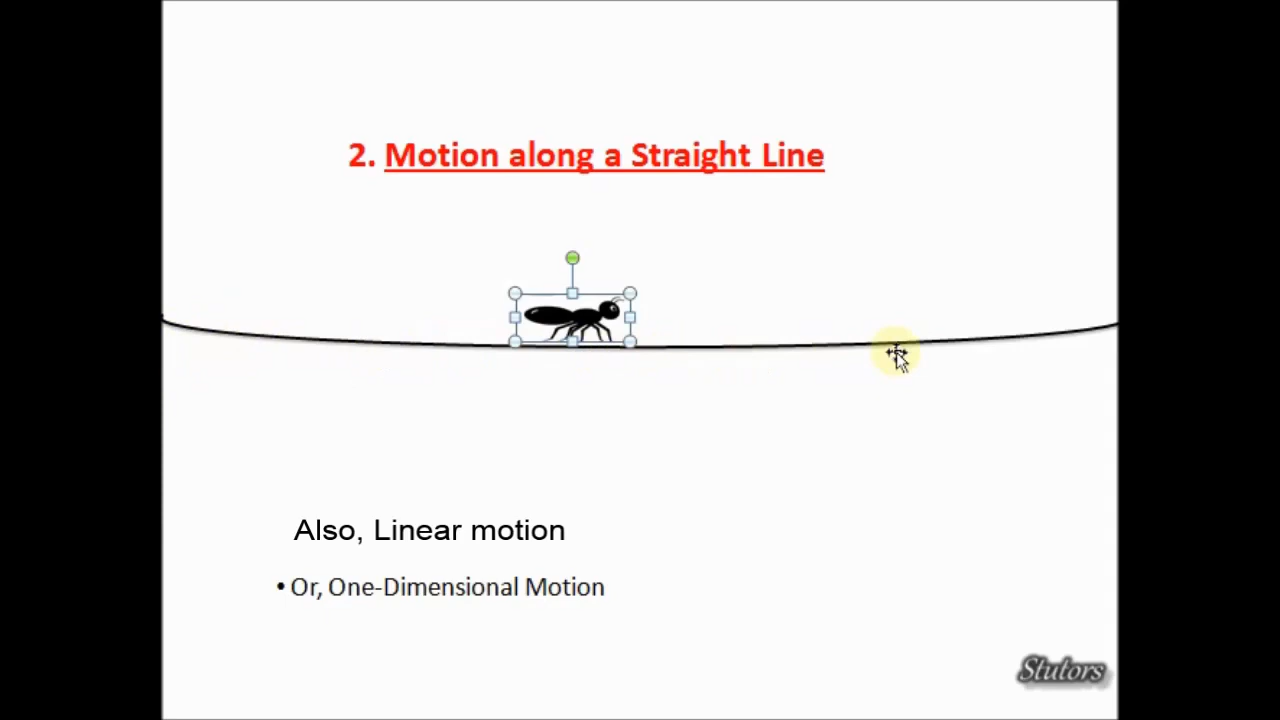 2. Motion along a Straight Line
Also, Linear motion
• Or, One-Dimensional Motion
Stutors